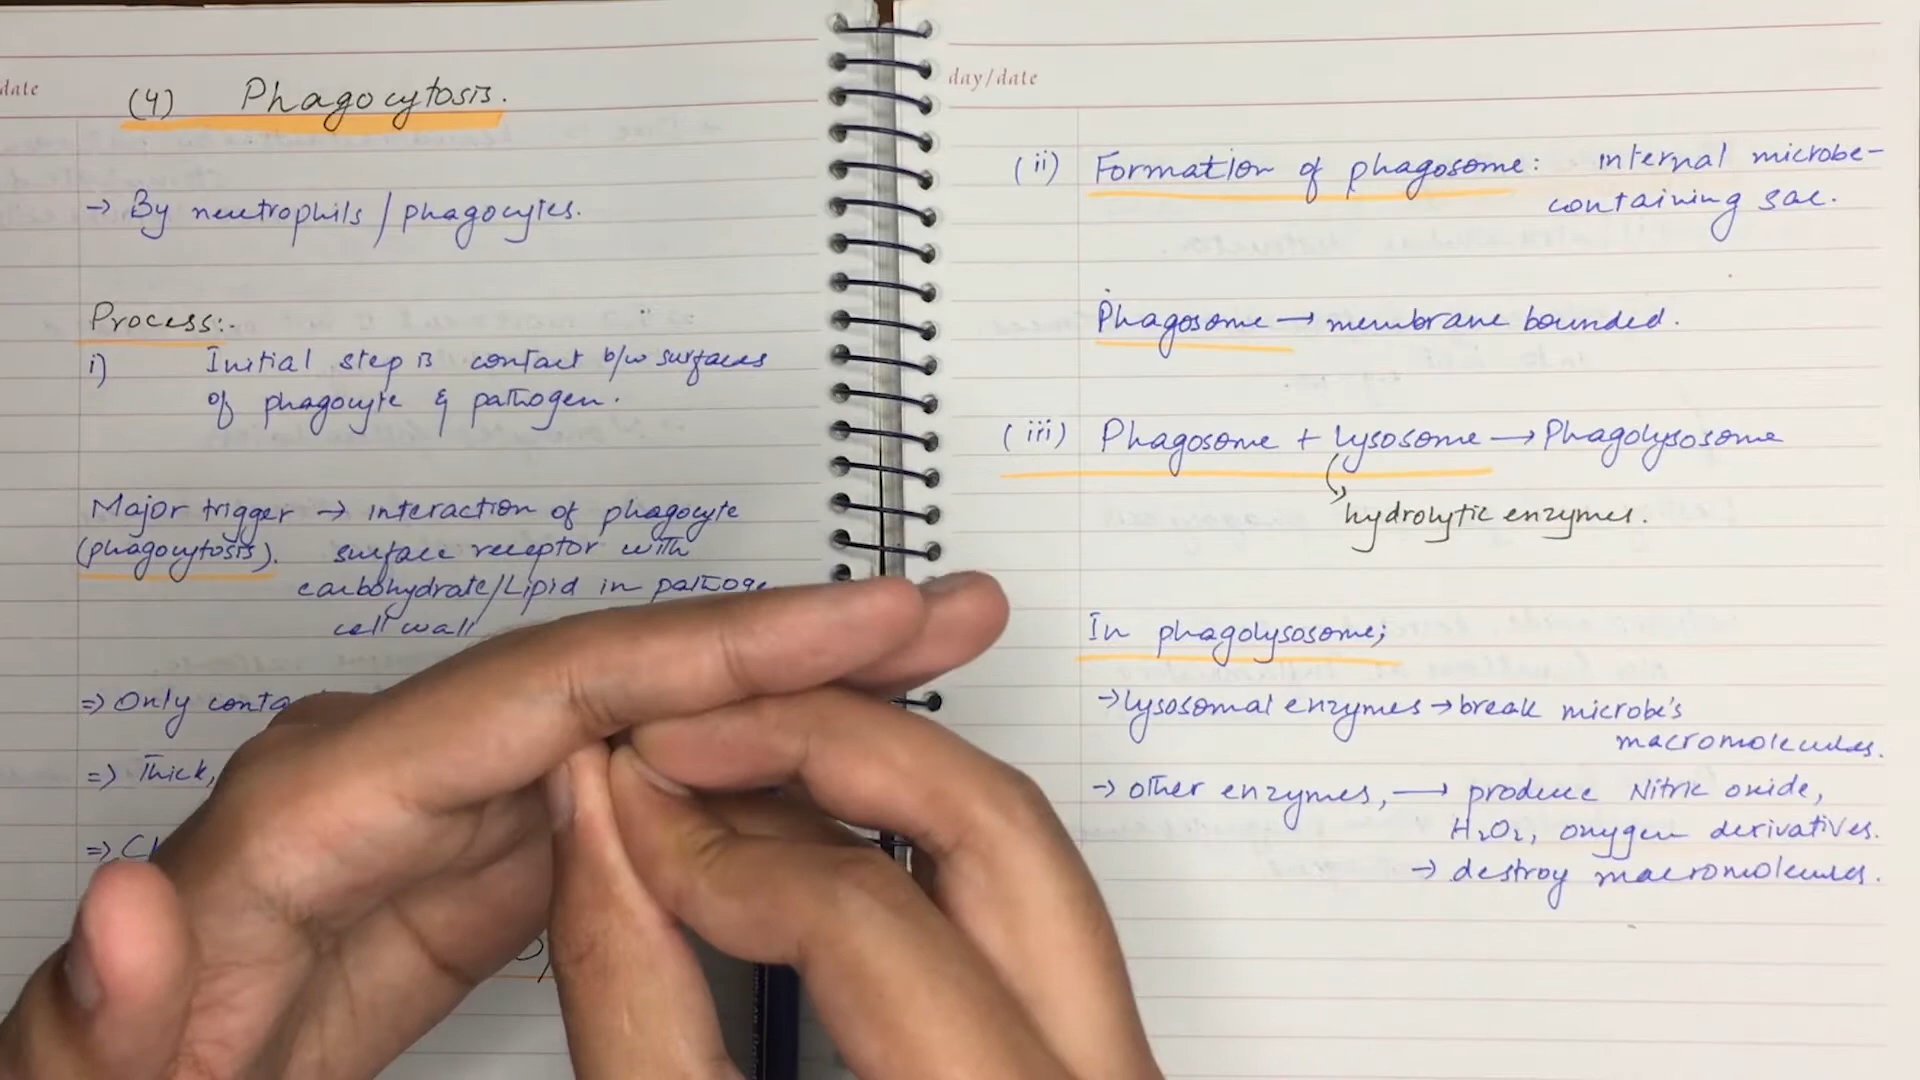 date
(4) Phagocytosis.
→ By neutrophils / phagocytes.
Process:-
i) Initial step is contact b/w surfaces
of phagocyte & pathogen.
Major trigger → interaction of phagocyte
(phagocytosis). surface receptor with
carbohydrate/Lipid in pathoge
cell wall
⇒ Only conta
⇒ Thick,
⇒ C
day/date
(ii) Formation of phagosome: internal microbe-
containing sac.
Phagosome → membrane bounded.
(iii) Phagosome + lysosome → Phagolysosome
hydrolytic enzymes.
In phagolysosome;
→ lysosomal enzymes → break microbe's
macromolecules.
→ other enzymes, → produce Nitric oxide,
H2O2, oxygen derivatives.
→ destroy macromolecules.